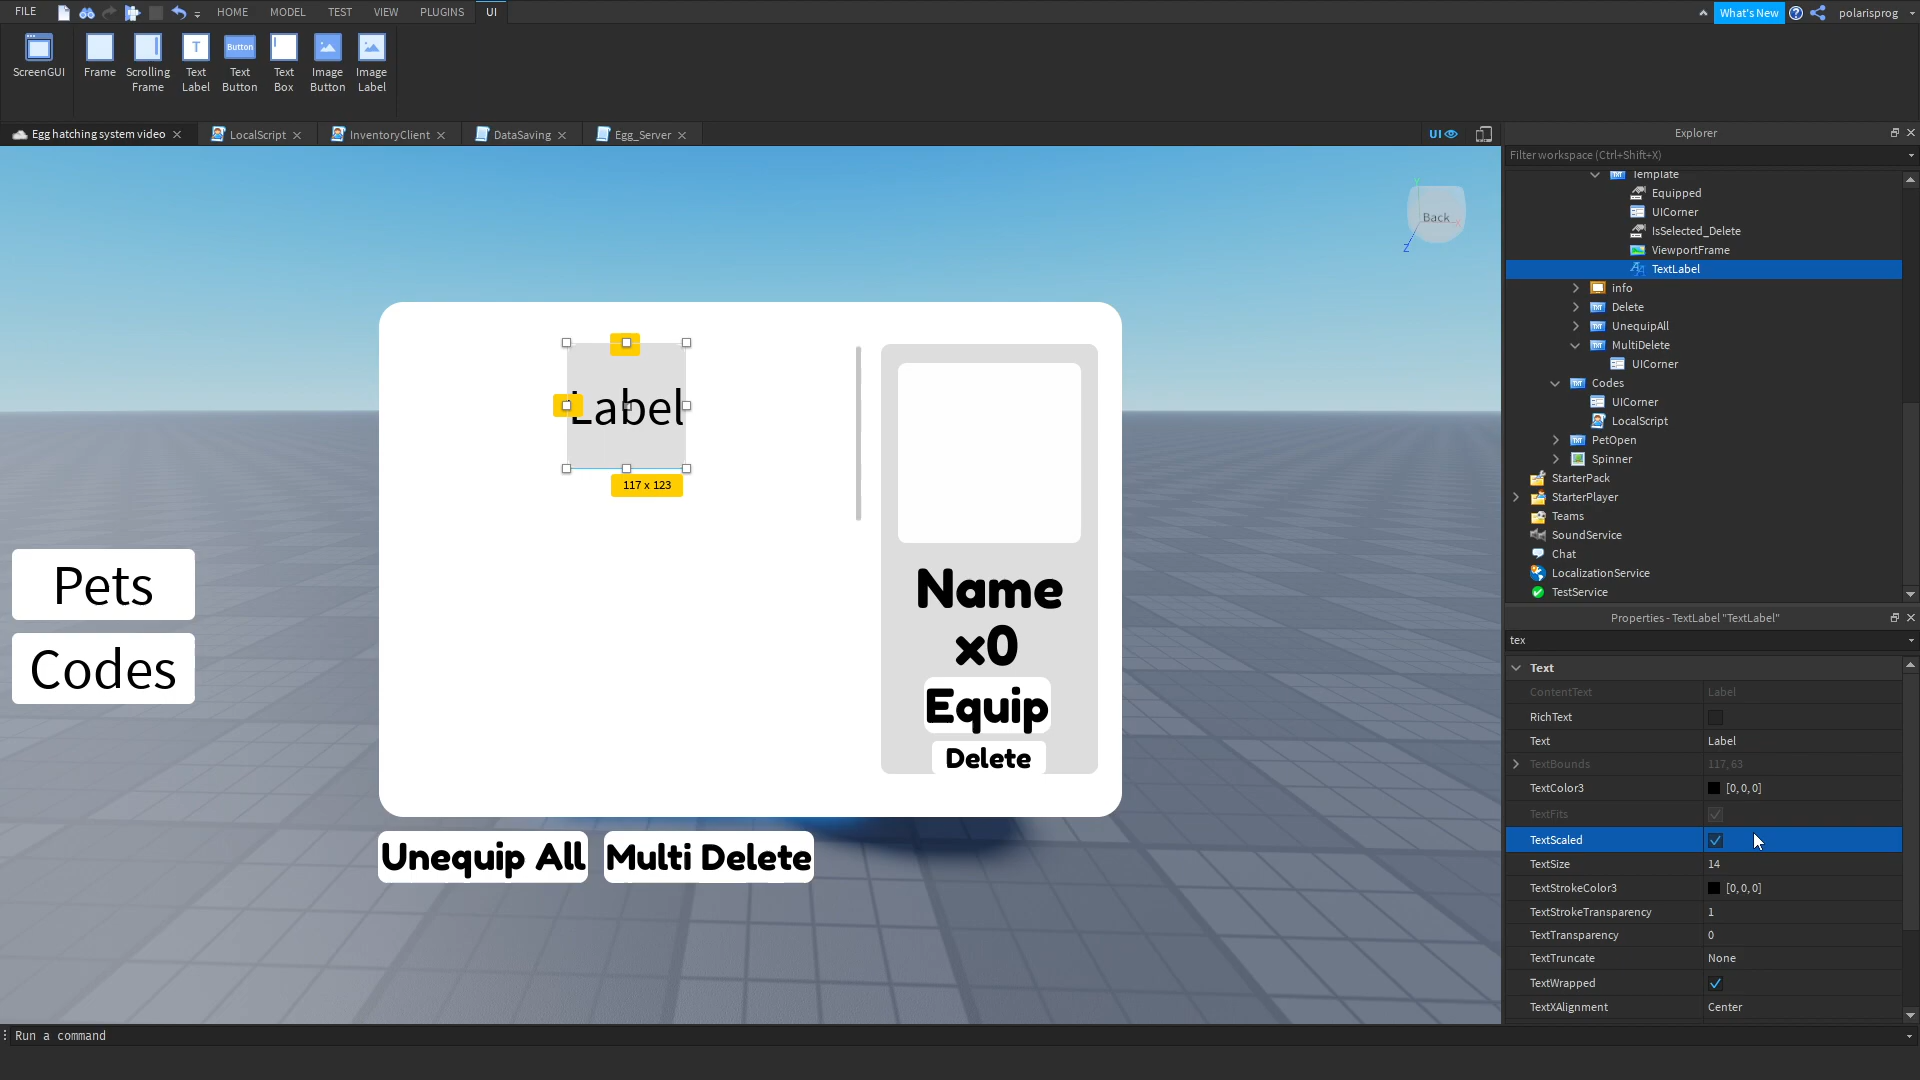 FILE HOME MODEL TEST VIEW PLUGINS UI What's New polarisprog
ScreenGUI Frame Scrolling Frame Text Label Text Button Text Box Image Button Image Label
T Button
Egg hatching system video LocalScript InventoryClient DataSaving Egg_Server UI
Explorer
Filter workspace (Ctrl+Shift+X)
Template
Equipped
UICorner
IsSelected_Delete
ViewportFrame
TextLabel
info
Delete
UnequipAll
MultiDelete
UICorner
Codes
UICorner
LocalScript
PetOpen
Spinner
StarterPack
StarterPlayer
Teams
SoundService
Chat
LocalizationService
TestService
Y
Back
Z
Label
117 x 123
Pets
Codes
Name
x0
Equip
Delete
Unequip All Multi Delete
Properties - TextLabel "TextLabel"
tex
Text
ContentText Label
RichText
Text Label
TextBounds 117, 63
TextColor3 [0, 0, 0]
TextFits
TextScaled
TextSize 14
TextStrokeColor3 [0, 0, 0]
TextStrokeTransparency 1
TextTransparency 0
TextTruncate None
TextWrapped
TextXAlignment Center
Run a command